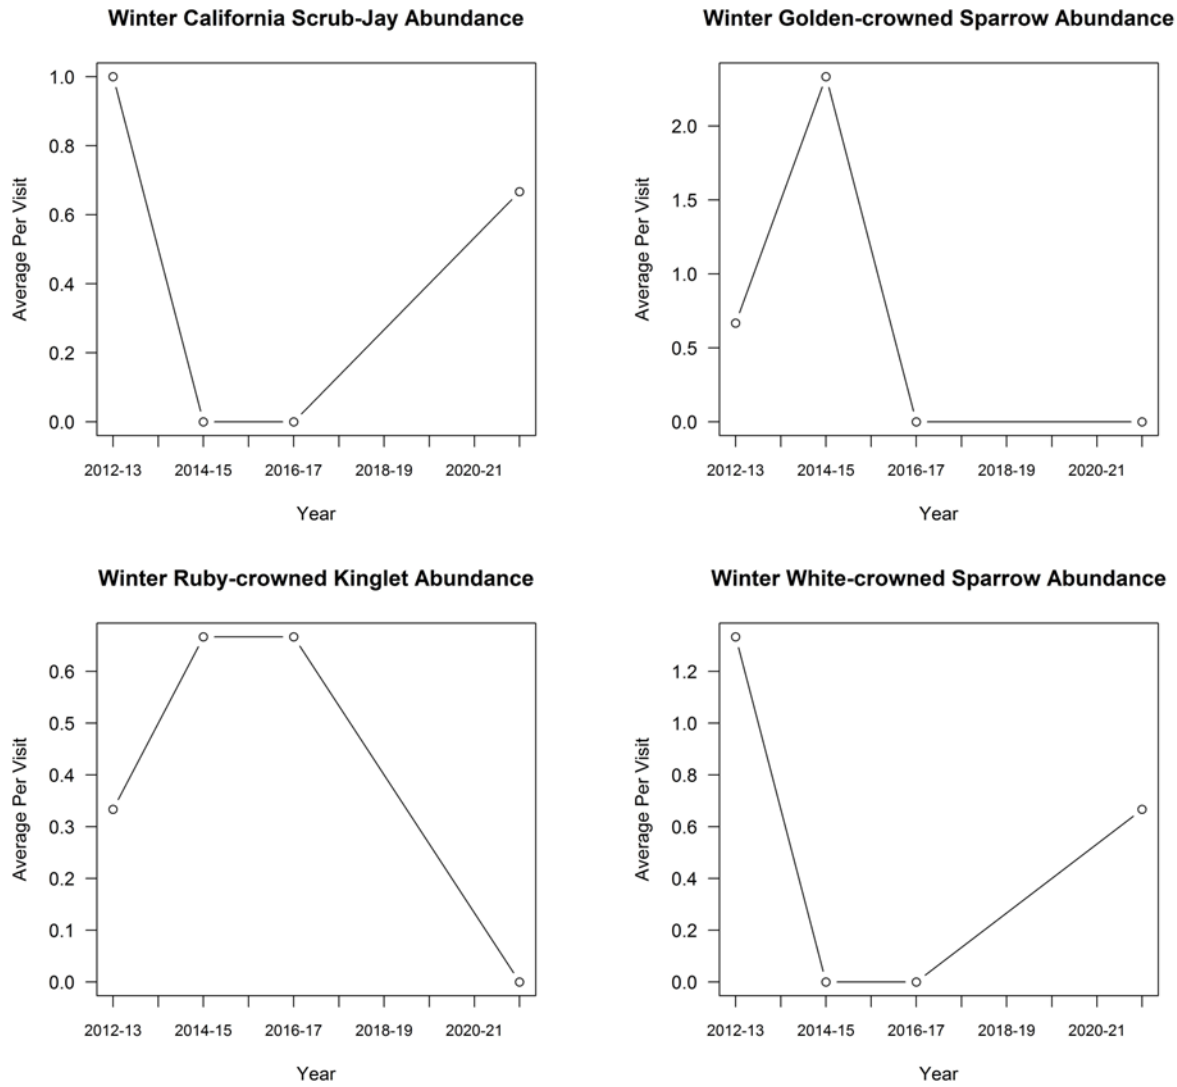 Winter California Scrub-Jay Abundance
Average Per Visit
1.0
0.8
0.6
0.4
0.2
0.0
2012-13 2014-15 2016-17 2018-19 2020-21
Year
Winter Golden-crowned Sparrow Abundance
Average Per Visit
2.0
1.5
1.0
0.5
0.0
2012-13 2014-15 2016-17 2018-19 2020-21
Year
Winter Ruby-crowned Kinglet Abundance
Average Per Visit
0.6
0.5
0.4
0.3
0.2
0.1
0.0
2012-13 2014-15 2016-17 2018-19 2020-21
Year
Winter White-crowned Sparrow Abundance
Average Per Visit
1.2
1.0
0.8
0.6
0.4
0.2
0.0
2012-13 2014-15 2016-17 2018-19 2020-21
Year